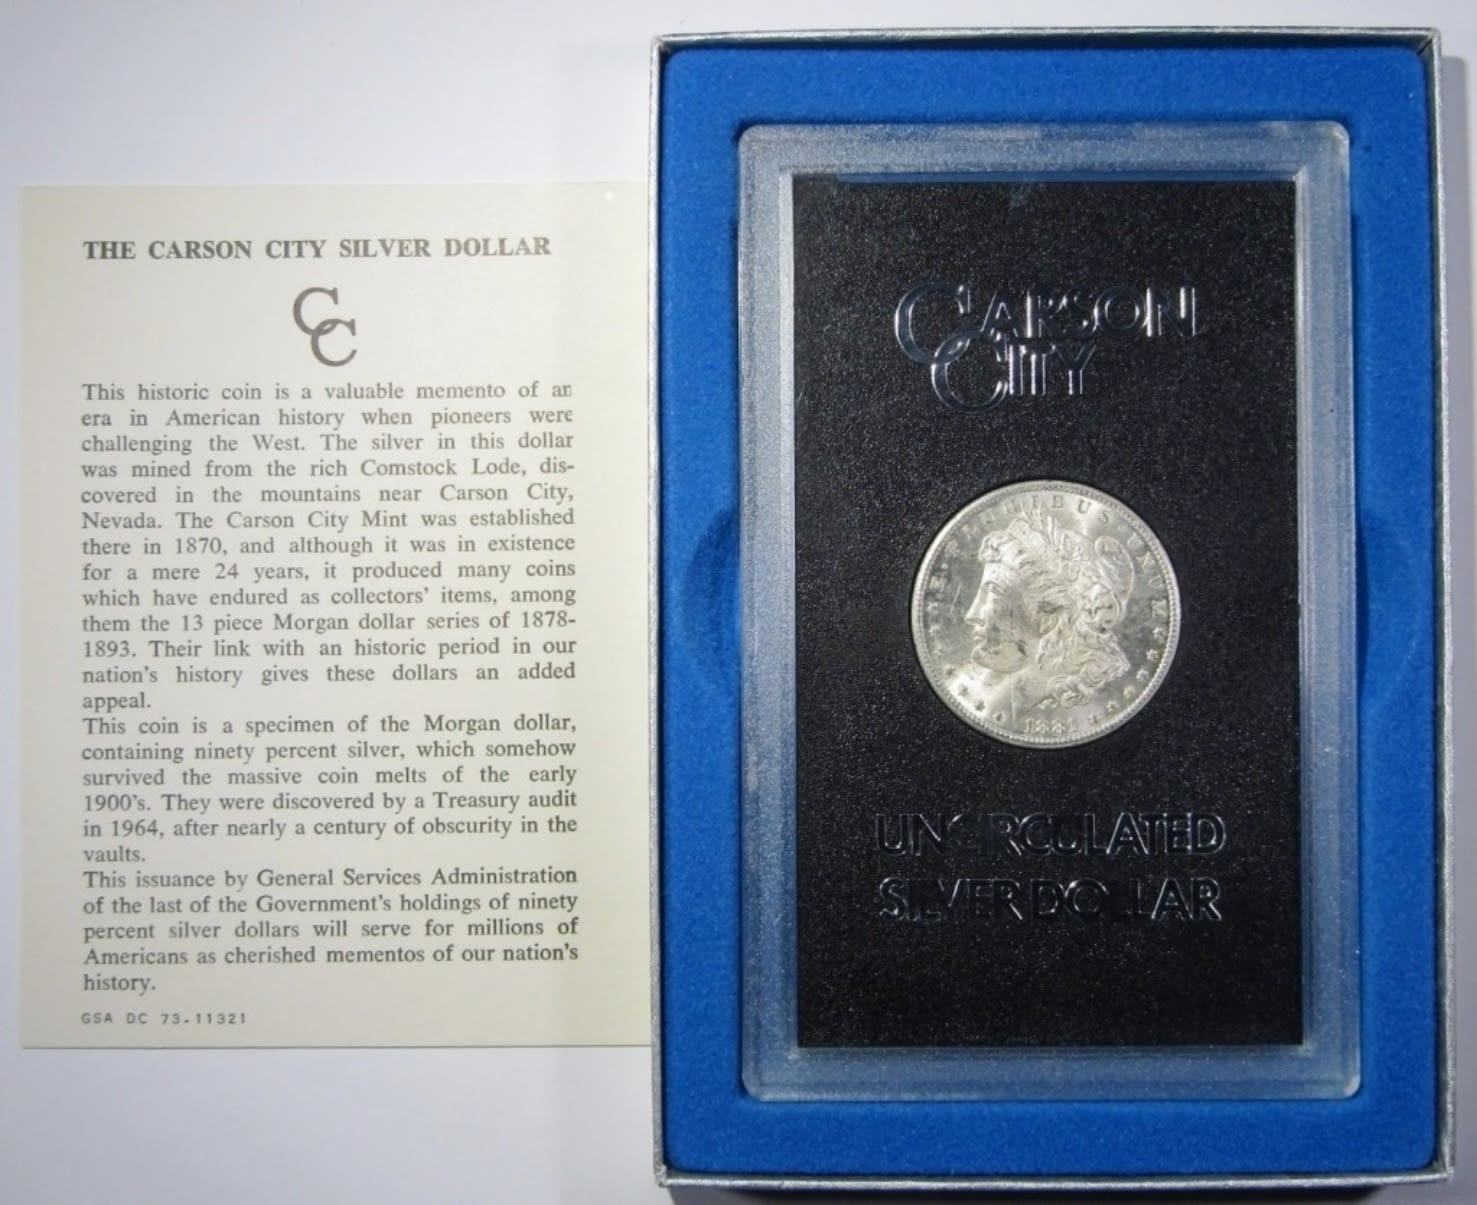 THE CARSON CITY SILVER DOLLAR
CC
This historic coin is a valuable memento of an
era in American history when pioneers were
challenging the West. The silver in this dollar
was mined from the rich Comstock Lode, dis-
covered in the mountains near Carson City,
Nevada. The Carson City Mint was established
there in 1870, and although it was in existence
for a mere 24 years, it produced many coins
which have endured as collectors' items, among
them the 13 piece Morgan dollar series of 1878-
1893. Their link with an historic period in our
nation's history gives these dollars an added
appeal.
This coin is a specimen of the Morgan dollar,
containing ninety percent silver, which somehow
survived the massive coin melts of the early
1900's. They were discovered by a Treasury audit
in 1964, after nearly a century of obscurity in the
vaults.
This issuance by General Services Administration
of the last of the Government's holdings of ninety
percent silver dollars will serve for millions of
Americans as cherished mementos of our nation's
history.
GSA DC 73-11321
CARSON
CITY
E·PLURIBUS·UNUM
1881
UNCIRCULATED
SILVER DOLLAR